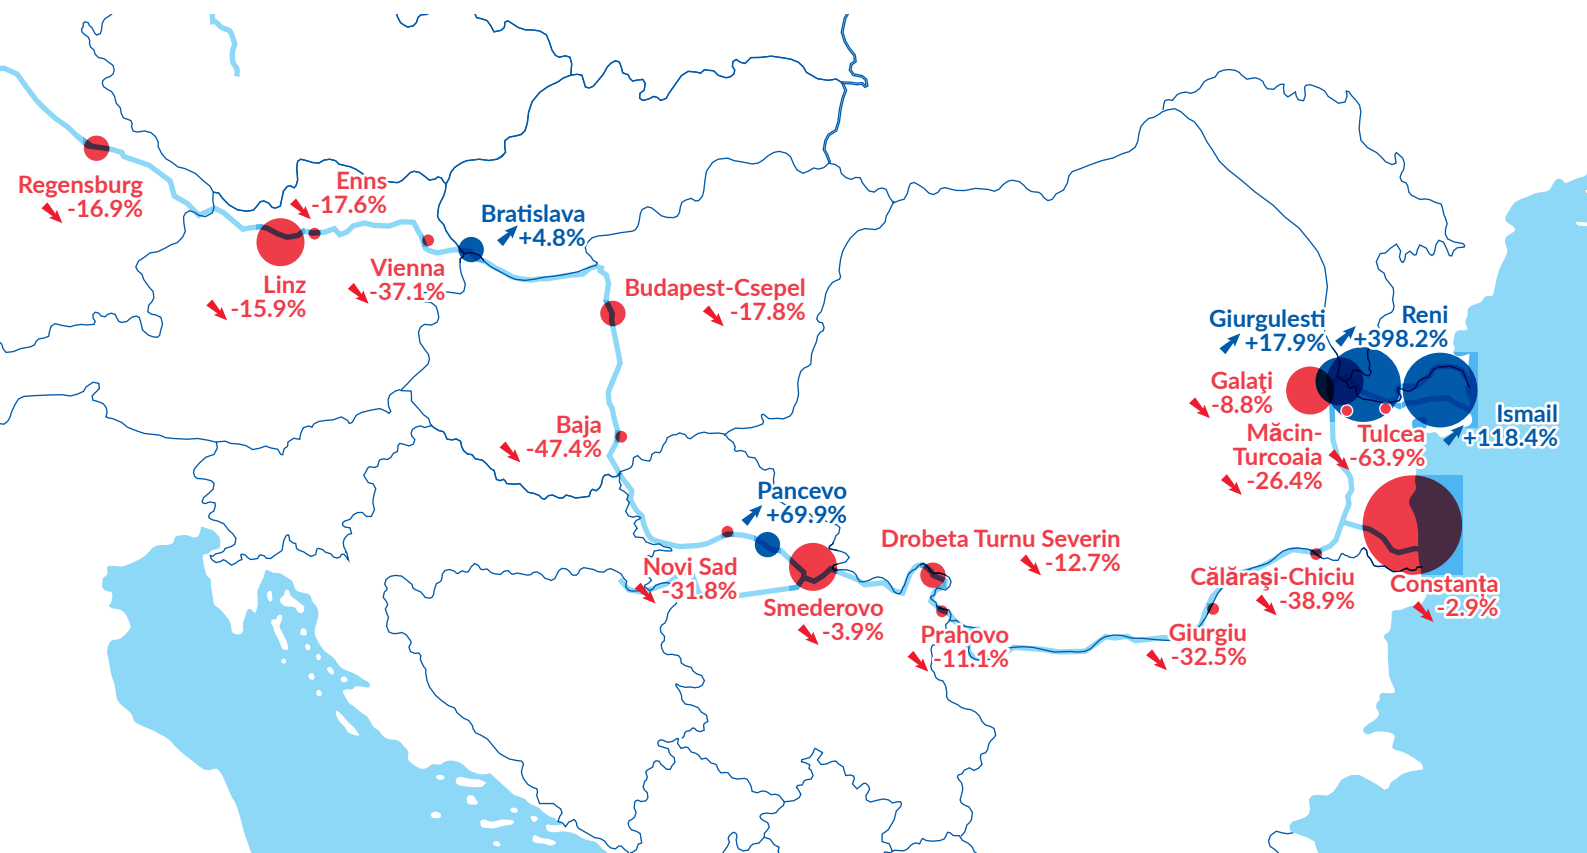 Regensburg
-16.9%
Enns
-17.6%
Linz
-15.9%
Vienna
-37.1%
Bratislava
+4.8%
Budapest-Csepel
-17.8%
Baja
-47.4%
Novi Sad
-31.8%
Pancevo
+69.9%
Smederovo
-3.9%
Drobeta Turnu Severin
-12.7%
Prahovo
-11.1%
Giurgiu
-32.5%
Călăraşi-Chiciu
-38.9%
Constanța
-2.9%
Giurgulesti
+17.9%
Reni
+398.2%
Galaţi
-8.8%
Măcin-
Turcoaia
-26.4%
Tulcea
-63.9%
Ismail
+118.4%